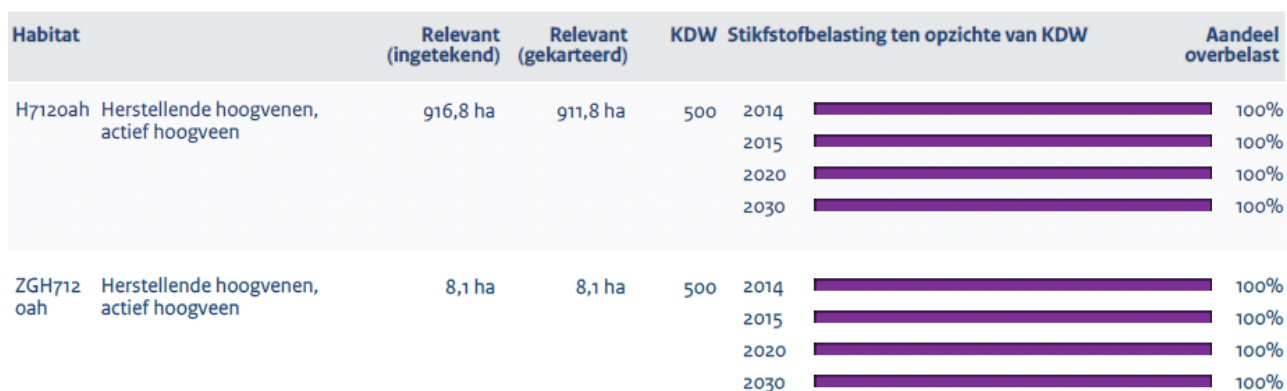 Habitat Relevant Relevant KDW Stikfstofbelasting ten opzichte van KDW Aandeel
(ingetekend) (gekarteerd) overbelast
H7120ah Herstellende hoogvenen, 916,8 ha 911,8 ha 500 2014 100%
actief hoogveen
2015 100%
2020 100%
2030 100%
ZGH712 Herstellende hoogvenen, 8,1 ha 8,1 ha 500 2014 100%
oah actief hoogveen
2015 100%
2020 100%
2030 100%